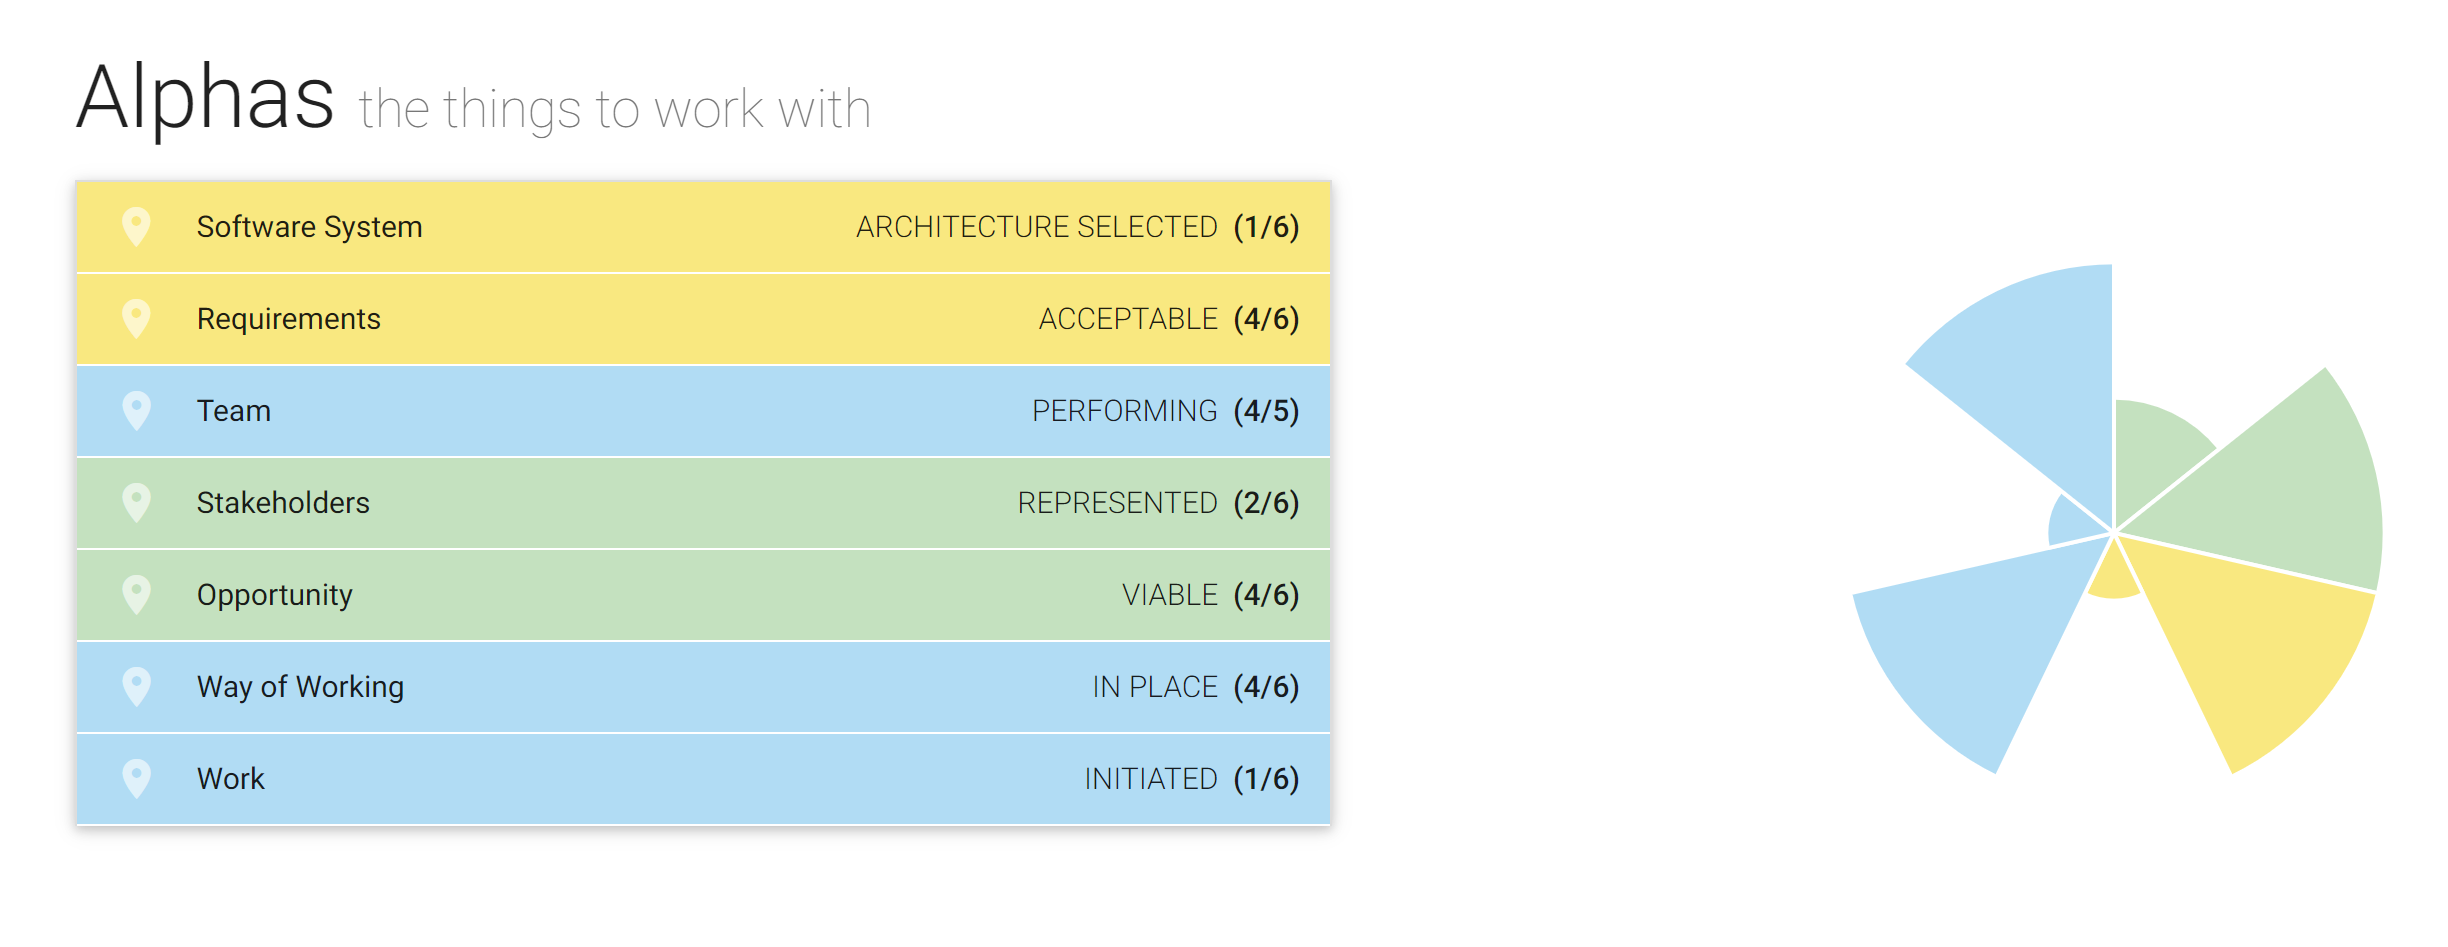 Alphas the things to work with
Software System ARCHITECTURE SELECTED (1/6)
Requirements ACCEPTABLE (4/6)
Team PERFORMING (4/5)
Stakeholders REPRESENTED (2/6)
Opportunity VIABLE (4/6)
Way of Working IN PLACE (4/6)
Work INITIATED (1/6)